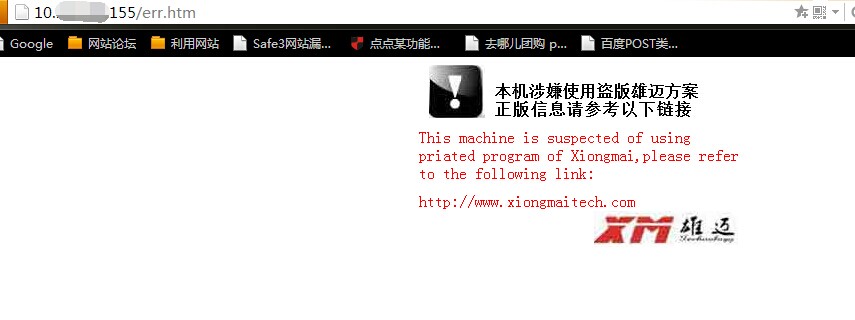 10.
155/err.htm
Google
网站论坛
利用网站
Safe3网站漏...
点点某功能...
去哪儿团购 p...
百度POST类...
本机涉嫌使用盗版雄迈方案
正版信息请参考以下链接
This machine is suspected of using
priated program of Xiongmai,please refer
to the following link:
http://www.xiongmaitech.com
XM 雄迈
Technology